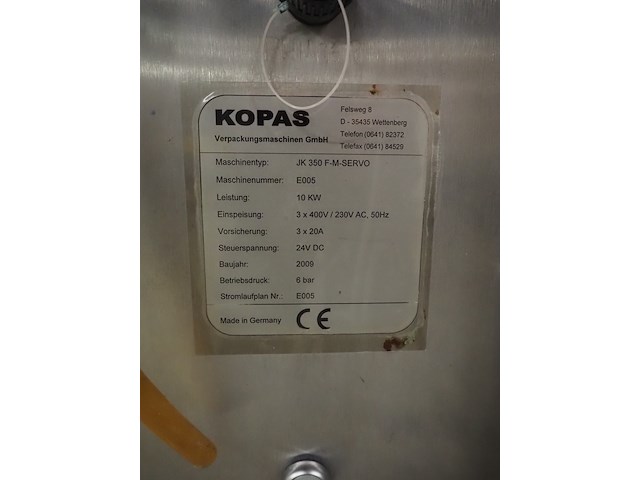 KOPAS
Verpackungsmaschinen GmbH
Felsweg 8
D - 35435 Wettenberg
Telefon (0641) 82372
Telefax (0641) 84529
Maschinentyp: JK 350 F-M-SERVO
Maschinennummer: E005
Leistung: 10 KW
Einspeisung: 3 x 400V / 230V AC, 50Hz
Vorsicherung: 3 x 20A
Steuerspannung: 24V DC
Baujahr: 2009
Betriebsdruck: 6 bar
Stromlaufplan Nr.: E005
Made in Germany CE